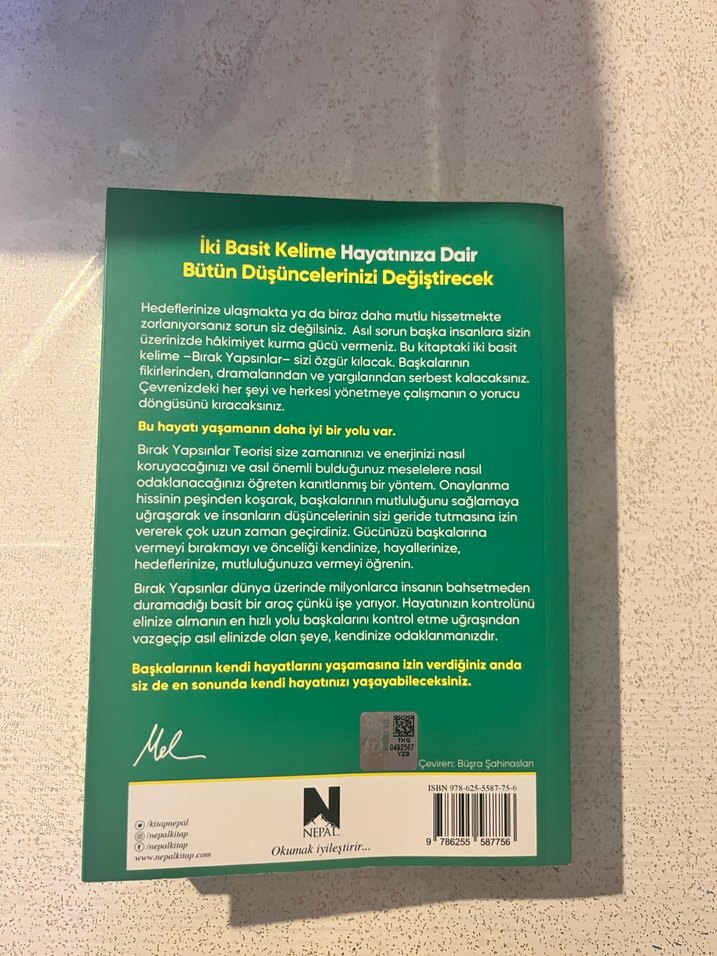 İki Basit Kelime Hayatınıza Dair
Bütün Düşüncelerinizi Değiştirecek
Hedeflerinize ulaşmakta ya da biraz daha mutlu hissetmekte
zorlanıyorsanız sorun siz değilsiniz. Asıl sorun başka insanlara sizin
üzerinizde hâkimiyet kurma gücü vermeniz. Bu kitaptaki iki basit
kelime –Bırak Yapsınlar– sizi özgür kılacak. Başkalarının
fikirlerinden, dramalarından ve yargılarından serbest kalacaksınız.
Çevrenizdeki her şeyi ve herkesi yönetmeye çalışmanın o yorucu
döngüsünü kıracaksınız.
Bu hayatı yaşamanın daha iyi bir yolu var.
Bırak Yapsınlar Teorisi size zamanınızı ve enerjinizi nasıl
koruyacağınızı ve asıl önemli bulduğunuz meselelere nasıl
odaklanacağınızı öğreten kanıtlanmış bir yöntem. Onaylanma
hissinin peşinden koşarak, başkalarının mutluluğunu sağlamaya
uğraşarak ve insanların düşüncelerinin sizi geride tutmasına izin
vererek çok uzun zaman geçirdiniz. Gücünüzü başkalarına
vermeyi bırakmayı ve önceliği kendinize, hayallerinize,
hedeflerinize, mutluluğunuza vermeyi öğrenin.
Bırak Yapsınlar dünya üzerinde milyonlarca insanın bahsetmeden
duramadığı basit bir araç çünkü işe yarıyor. Hayatınızın kontrolünü
elinize almanın en hızlı yolu başkalarını kontrol etme uğraşından
vazgeçip asıl elinizde olan şeye, kendinize odaklanmanızdır.
Başkalarının kendi hayatlarını yaşamasına izin verdiğiniz anda
siz de en sonunda kendi hayatınızı yaşayabileceksiniz.
Mel
THG
0492567
YZS
Çeviren: Büşra Şahinaslan
/kitapnepal
/nepalkitap
/nepalkitap
www.nepalkitap.com
N
NEPAL
Okumak iyileştirir...
ISBN 978-625-5587-75-6
9 786255 587756